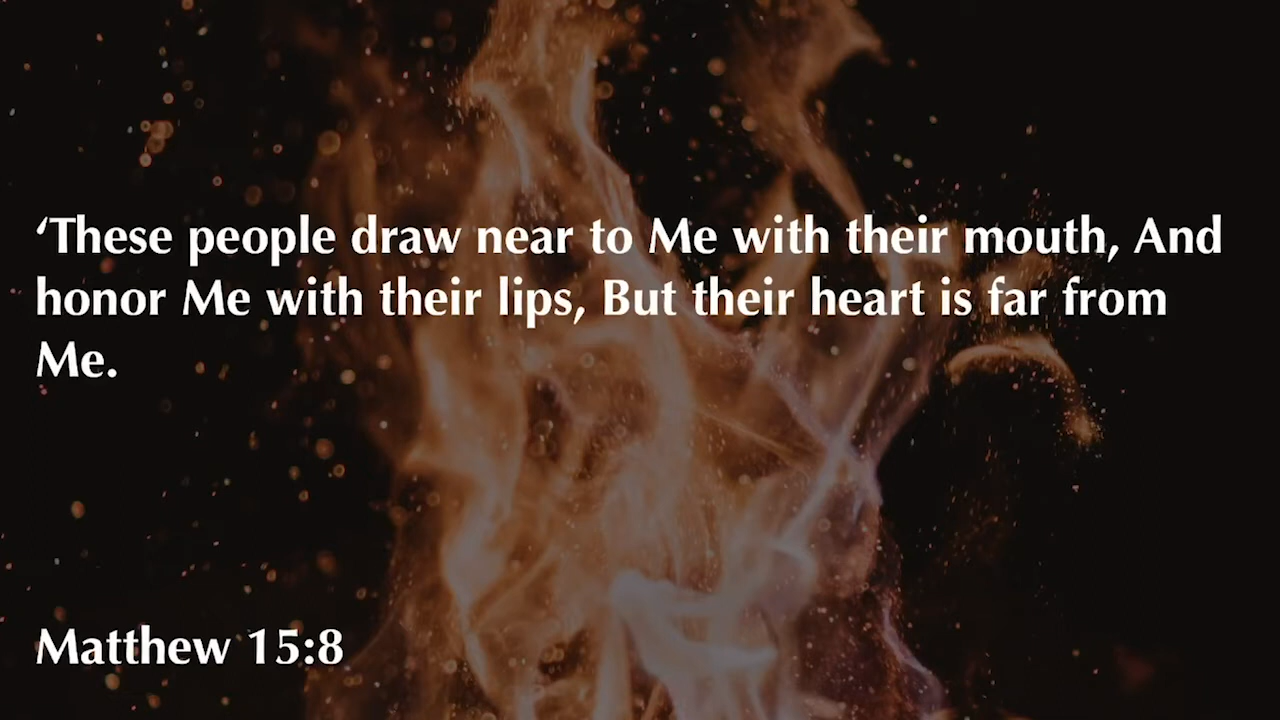 ‘These people draw near to Me with their mouth, And
honor Me with their lips, But their heart is far from
Me.
Matthew 15:8